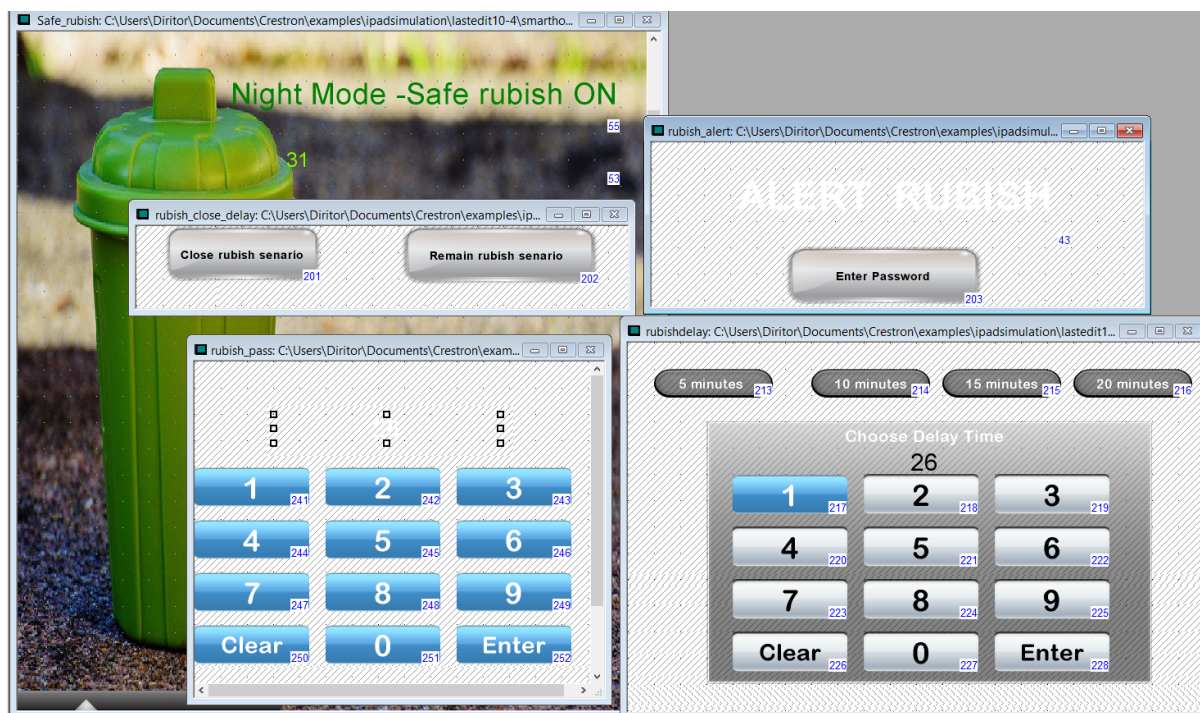 Safe_rubish: C:\Users\Diritor\Documents\Crestron\examples\ipadsimulation\lastedit10-4\smartho...
Night Mode -Safe rubish ON
55
31
53
rubish_alert: C:\Users\Diritor\Documents\Crestron\examples\ipadsimul...
ALERT RUBISH
43
Enter Password
203
rubish_close_delay: C:\Users\Diritor\Documents\Crestron\examples\ip...
Close rubish senario
201
Remain rubish senario
202
rubish_pass: C:\Users\Diritor\Documents\Crestron\exam...
1 241
2 242
3 243
4 244
5 245
6 246
7 247
8 248
9 249
Clear 250
0 251
Enter 252
rubishdelay: C:\Users\Diritor\Documents\Crestron\examples\ipadsimulation\lastedit1...
5 minutes 213
10 minutes 214
15 minutes 215
20 minutes 216
Choose Delay Time
26
1 217
2 218
3 219
4 220
5 221
6 222
7 223
8 224
9 225
Clear 226
0 227
Enter 228